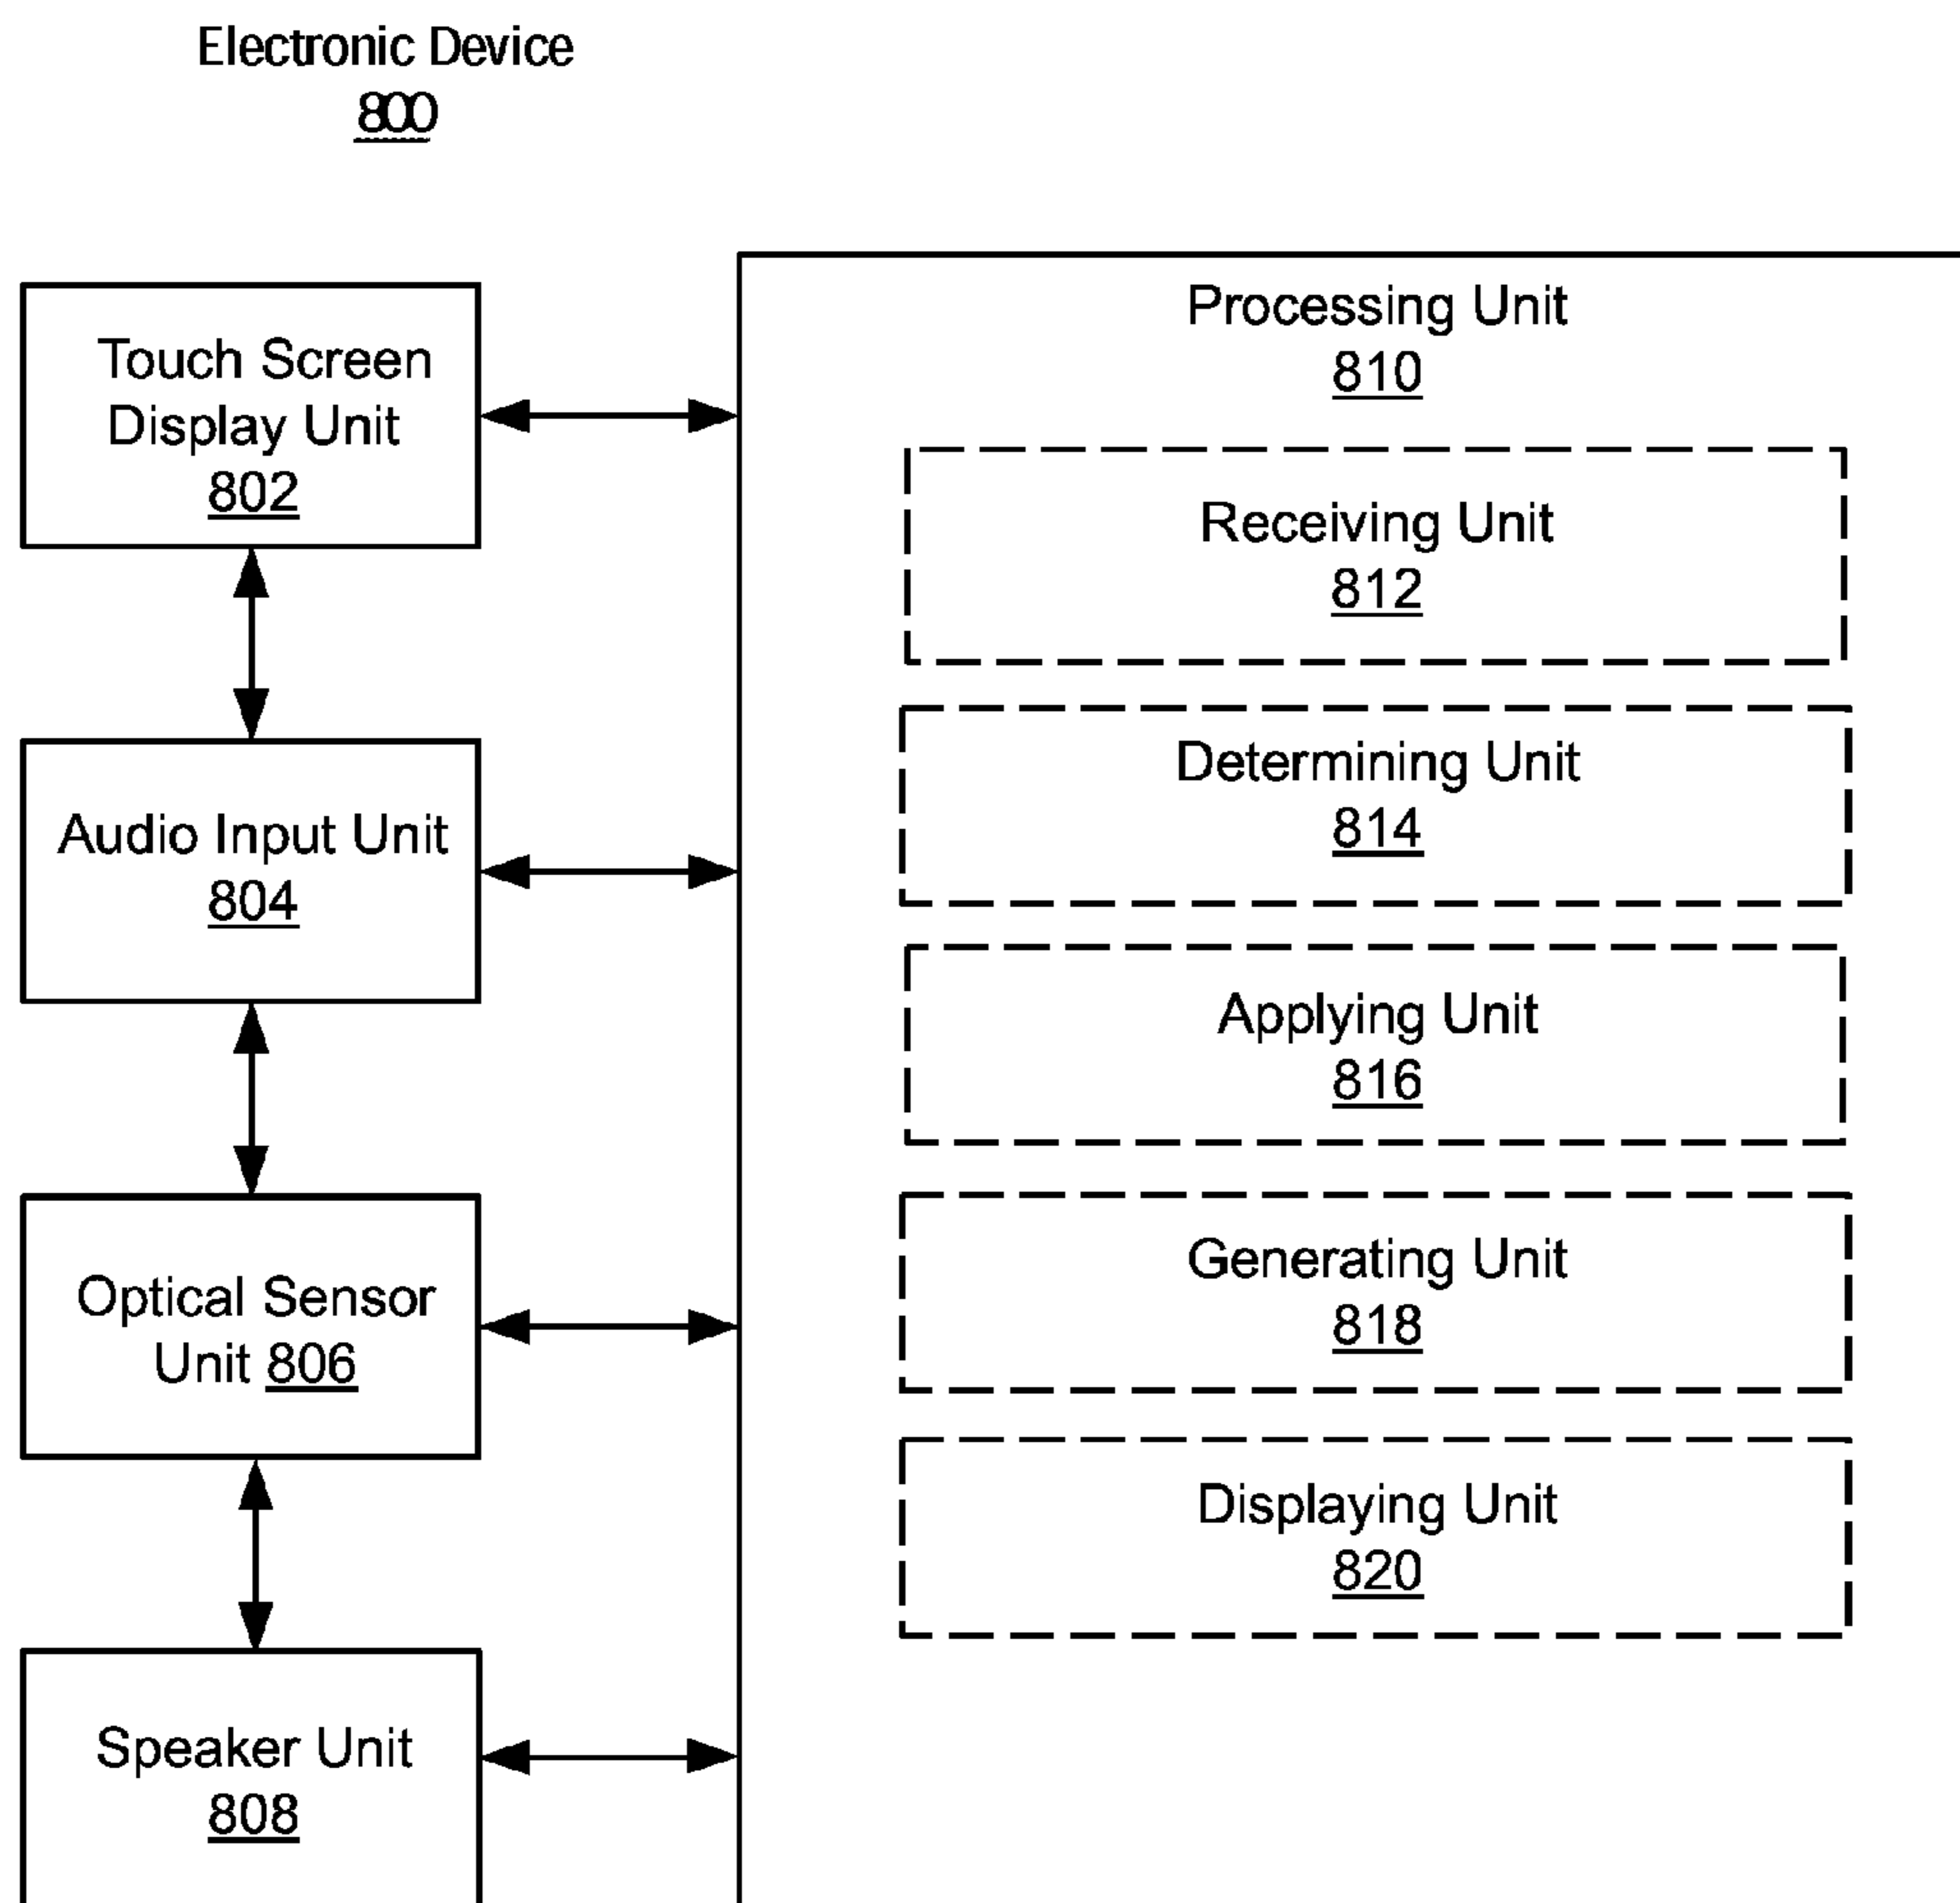 Electronic Device
800
Touch Screen
Display Unit
802
Audio Input Unit
804
Optical Sensor
Unit 806
Speaker Unit
808
Processing Unit
810
Receiving Unit
812
Determining Unit
814
Applying Unit
816
Generating Unit
818
Displaying Unit
820